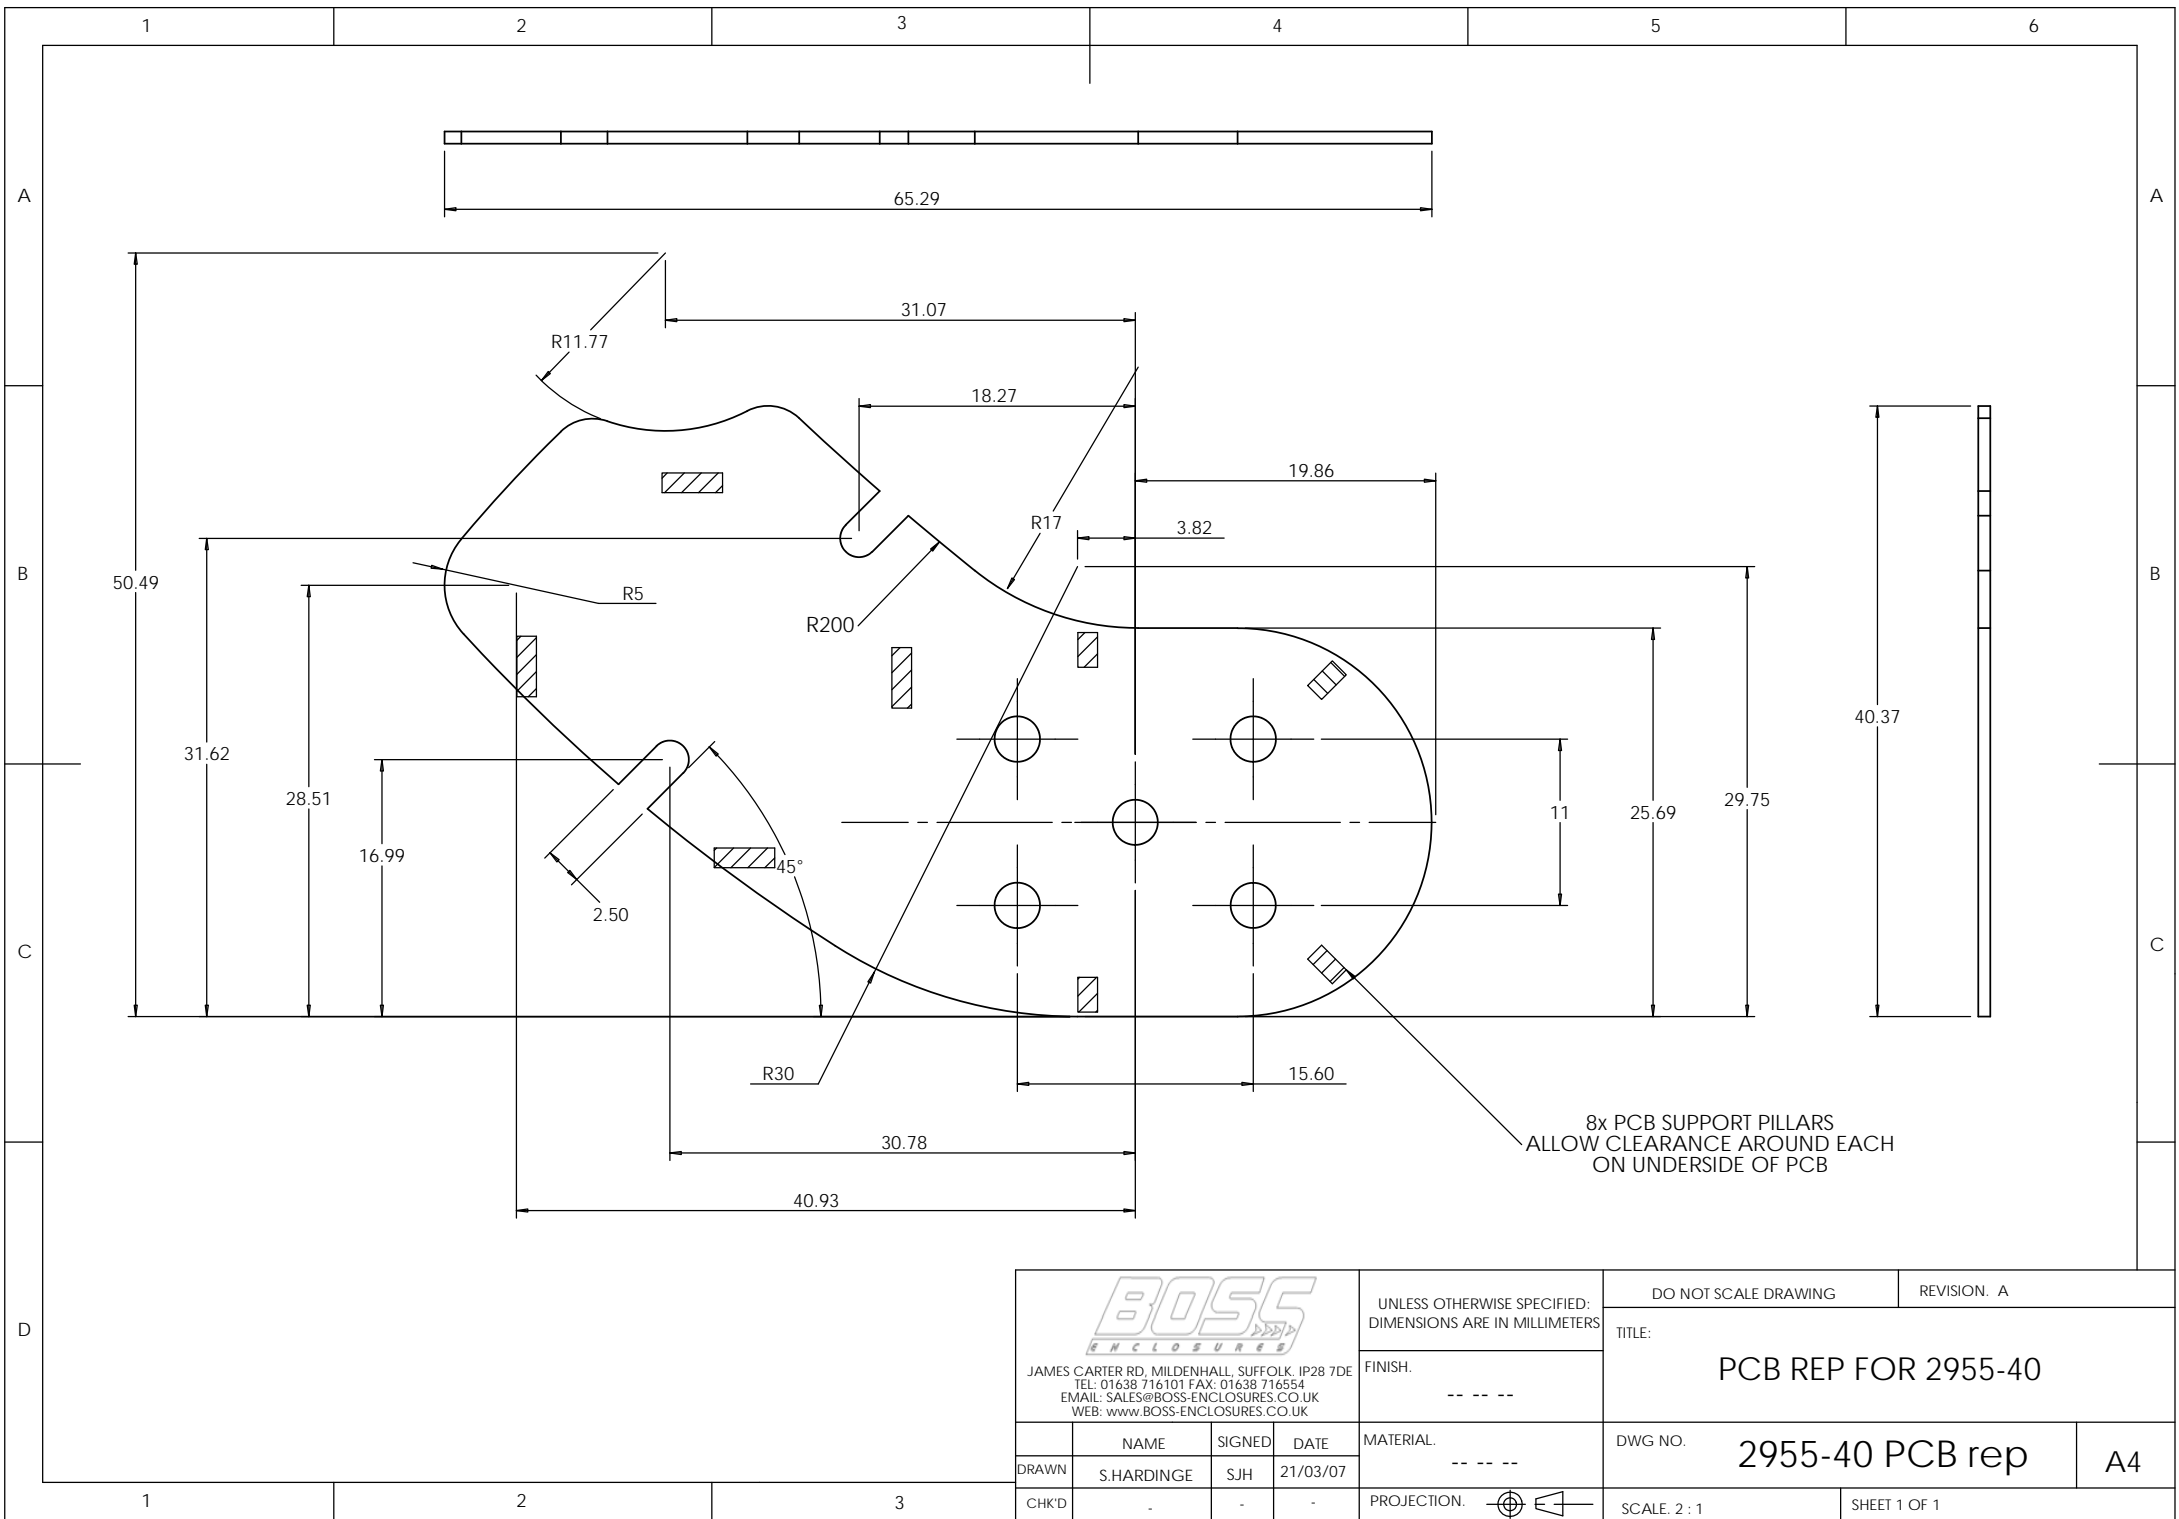 1 2 3 4 5 6
A A
65.29
31.07
R11.77
18.27
19.86
R17
3.82
B B
50.49
R5
R200
40.37
31.62
28.51
29.75
11
25.69
16.99
45°
2.50
C C
R30
15.60
8x PCB SUPPORT PILLARS
ALLOW CLEARANCE AROUND EACH
ON UNDERSIDE OF PCB
30.78
40.93
D
BOSS
ENCLOSURES
JAMES CARTER RD, MILDENHALL, SUFFOLK. IP28 7DE
TEL: 01638 716101 FAX: 01638 716554
EMAIL: SALES@BOSS-ENCLOSURES.CO.UK
WEB: www.BOSS-ENCLOSURES.CO.UK
UNLESS OTHERWISE SPECIFIED:
DIMENSIONS ARE IN MILLIMETERS
DO NOT SCALE DRAWING
REVISION. A
TITLE:
PCB REP FOR 2955-40
FINISH.
-- -- --
NAME SIGNED DATE
DRAWN S.HARDINGE SJH 21/03/07
CHK'D - - -
MATERIAL.
-- -- --
DWG NO.
2955-40 PCB rep
A4
PROJECTION.
SCALE. 2 : 1
SHEET 1 OF 1
1 2 3